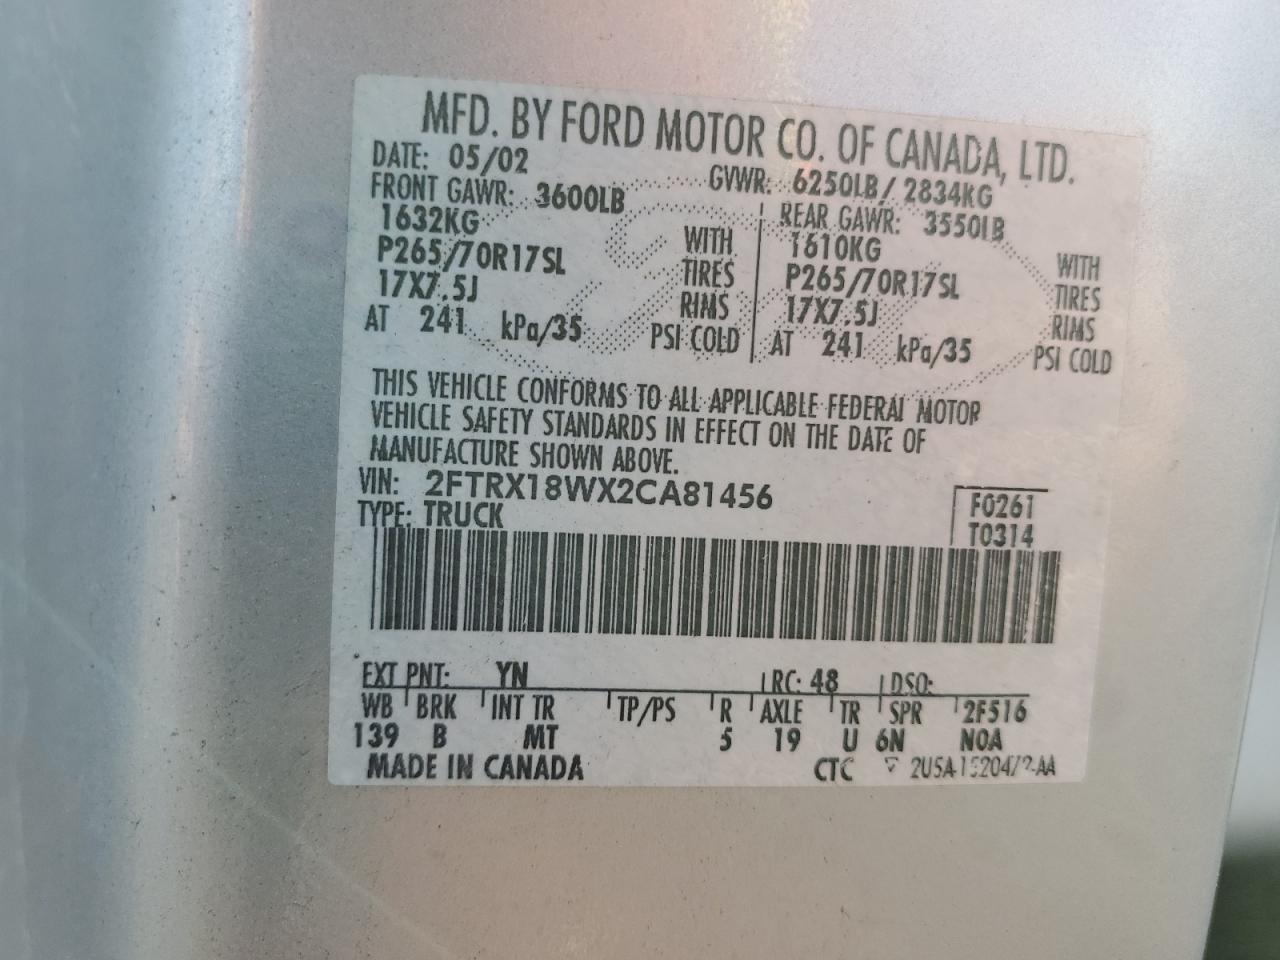 MFD. BY FORD MOTOR CO. OF CANADA, LTD.
DATE: 05/02 GVWR: 6250LB/ 2834KG
FRONT GAWR: 3600LB REAR GAWR: 3550LB
1632KG WITH 1610KG WITH
P265/70R17SL TIRES P265/70R17SL TIRES
17X7.5J RIMS 17X7.5J RIMS
AT 241 kPa/35 PSI COLD AT 241 kPa/35 PSI COLD
THIS VEHICLE CONFORMS TO ALL APPLICABLE FEDERAL MOTOR
VEHICLE SAFETY STANDARDS IN EFFECT ON THE DATE OF
MANUFACTURE SHOWN ABOVE.
VIN: 2FTRX18WX2CA81456 F0261
TYPE: TRUCK T0314
EXT PNT: YN RC: 48 DSO:
WB BRK INT TR TP/PS R AXLE TR SPR 2F516
139 B MT 5 19 U 6N NOA
MADE IN CANADA CTC